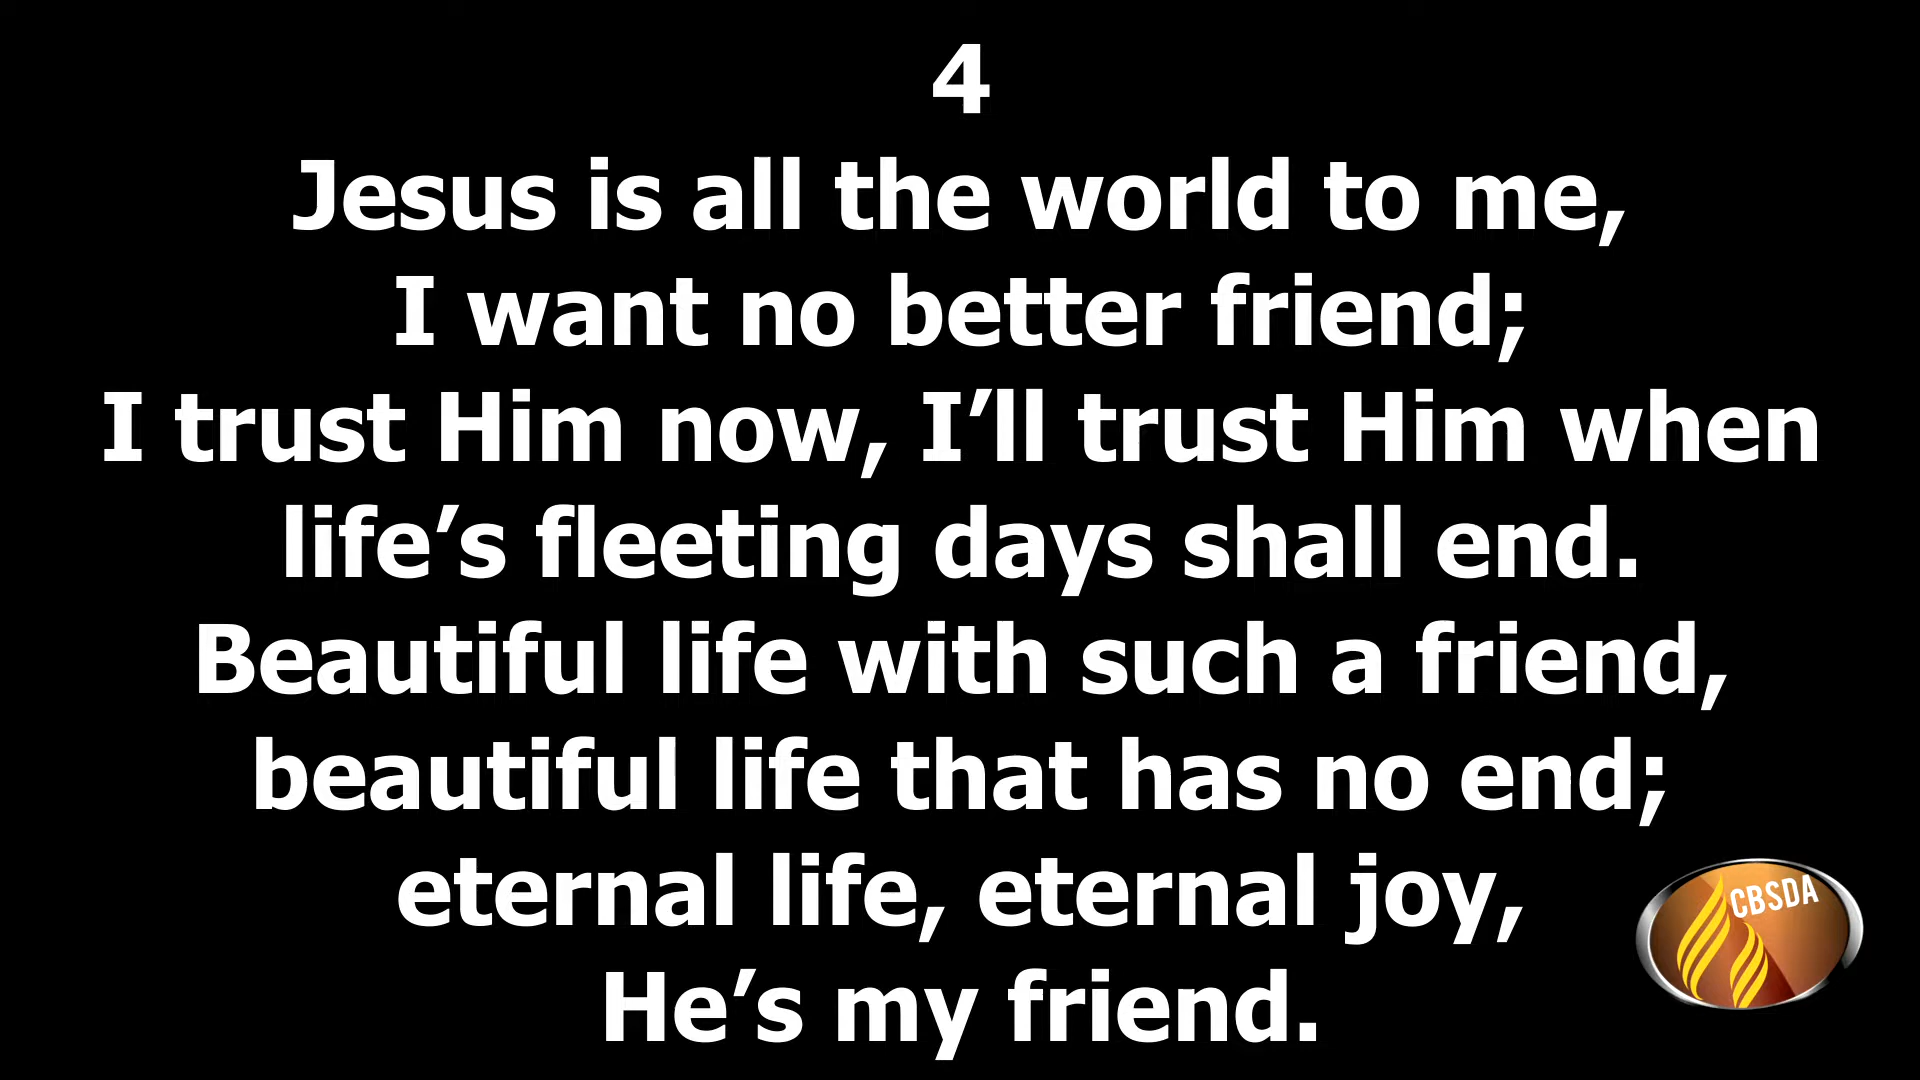 4
Jesus is all the world to me,
I want no better friend;
I trust Him now, I’ll trust Him when
life’s fleeting days shall end.
Beautiful life with such a friend,
beautiful life that has no end;
eternal life, eternal joy,
He’s my friend.
CBSDA